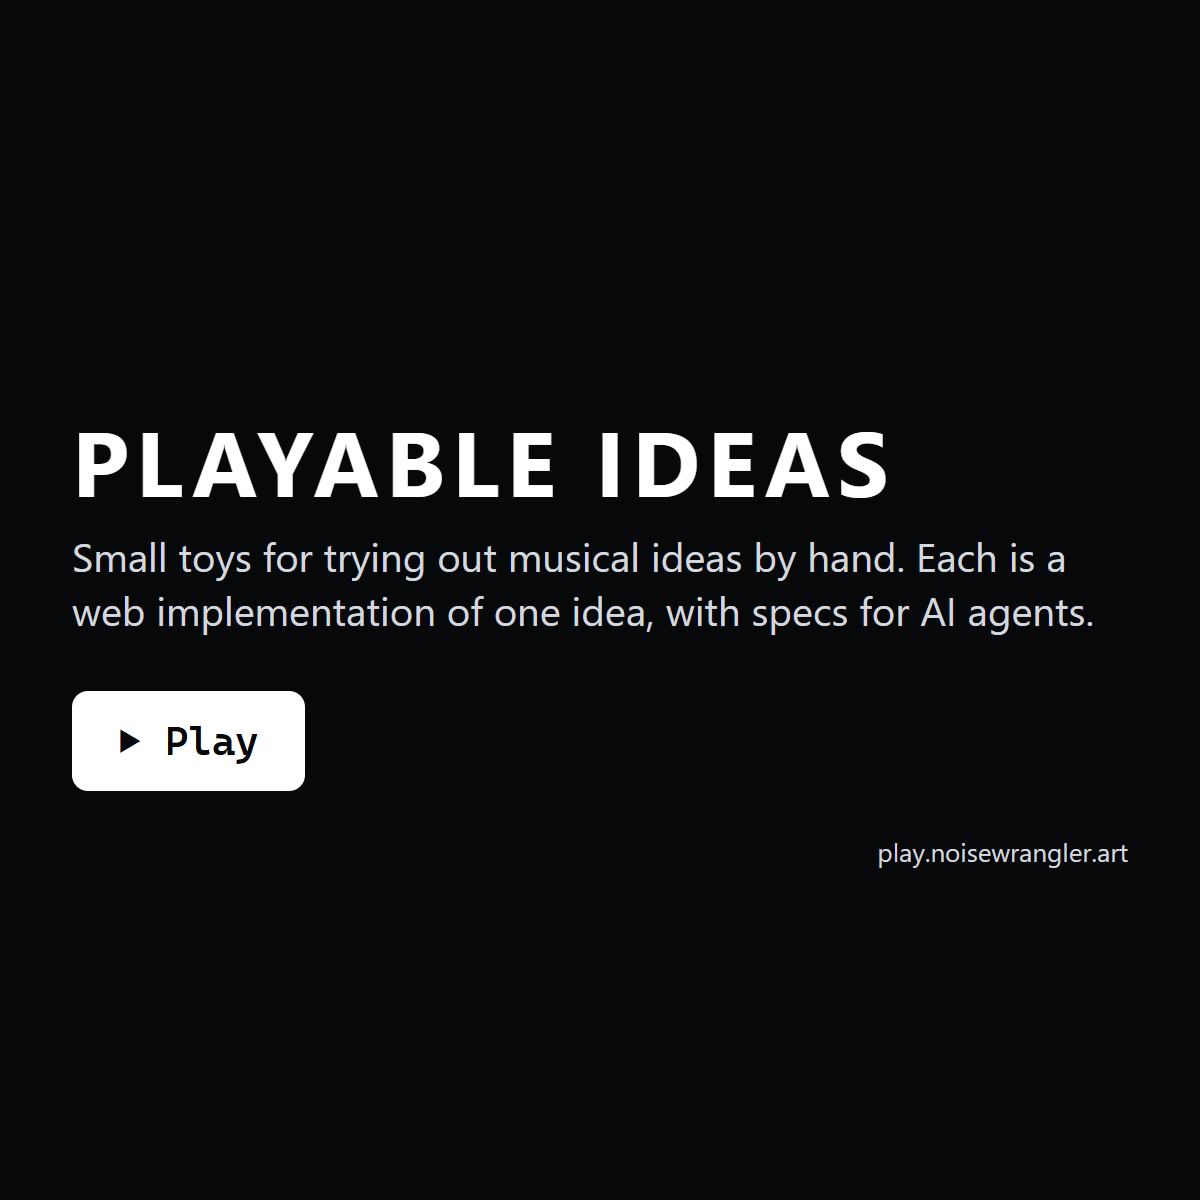 PLAYABLE IDEAS
Small toys for trying out musical ideas by hand. Each is a
web implementation of one idea, with specs for AI agents.
▶ Play
play.noisewrangler.art